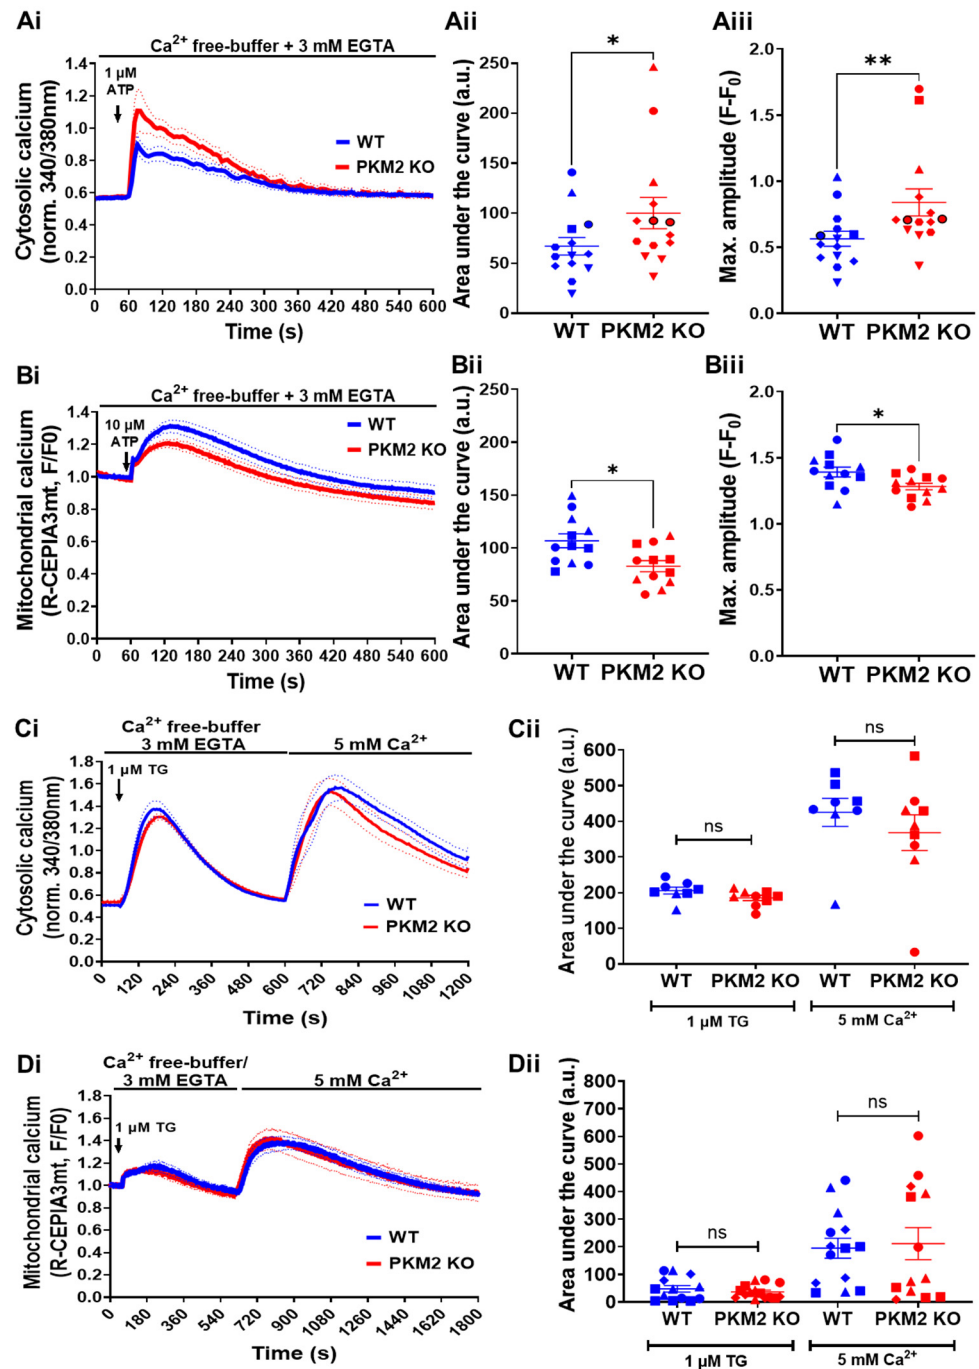 Ai
Ca²⁺ free-buffer + 3 mM EGTA
1 µM
ATP
WT
PKM2 KO
Cytosolic calcium
(norm. 340/380nm)
1.4
1.2
1.0
0.8
0.6
0.4
0.2
0.0
0 60 120 180 240 300 360 420 480 540 600
Time (s)
Aii
*
Area under the curve (a.u.)
250
200
150
100
50
0
WT PKM2 KO
Aiii
**
Max. amplitude (F-F₀)
2.0
1.5
1.0
0.5
0.0
WT PKM2 KO
Bi
Ca²⁺ free-buffer + 3 mM EGTA
10 µM
ATP
WT
PKM2 KO
Mitochondrial calcium
(R-CEPIA3mt, F/F0)
1.4
1.2
1.0
0.8
0.6
0.4
0.2
0.0
0 60 120 180 240 300 360 420 480 540 600
Time (s)
Bii
*
Area under the curve (a.u.)
250
200
150
100
50
0
WT PKM2 KO
Biii
*
Max. amplitude (F-F₀)
2.0
1.5
1.0
0.5
0.0
WT PKM2 KO
Ci
Ca²⁺ free-buffer
3 mM EGTA
5 mM Ca²⁺
1 µM TG
WT
PKM2 KO
Cytosolic calcium
(norm. 340/380nm)
1.8
1.6
1.4
1.2
1.0
0.8
0.6
0.4
0.2
0.0
0 120 240 360 480 600 720 840 960 1080 1200
Time (s)
Cii
ns
ns
Area under the curve (a.u.)
600
500
400
300
200
100
0
WT PKM2 KO WT PKM2 KO
1 µM TG
5 mM Ca²⁺
Di
Ca²⁺ free-buffer/
3 mM EGTA
5 mM Ca²⁺
1 µM TG
WT
PKM2 KO
Mitochondrial calcium
(R-CEPIA3mt, F/F0)
1.8
1.6
1.4
1.2
1.0
0.8
0.6
0.4
0.2
0.0
0 180 360 540 720 900 1080 1260 1440 1620 1800
Time (s)
Dii
ns
ns
Area under the curve (a.u.)
800
700
600
500
400
300
200
100
0
WT PKM2 KO WT PKM2 KO
1 µM TG
5 mM Ca²⁺